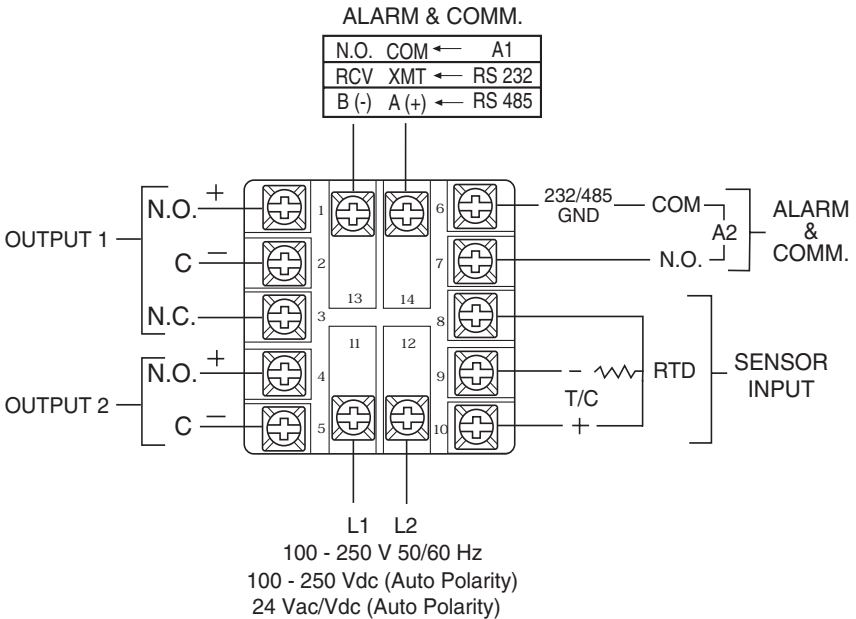 ALARM & COMM.
N.O. COM A1
RCV XMT RS 232
B (-) A (+) RS 485
OUTPUT 1
N.O. +
C −
N.C.
OUTPUT 2
N.O. +
C −
1
2
3
4
5
13
14
11
12
6
7
8
9
10
232/485
GND
COM
A2
N.O.
ALARM
&
COMM.
−
RTD
T/C
+
SENSOR
INPUT
L1 L2
100 - 250 V 50/60 Hz
100 - 250 Vdc (Auto Polarity)
24 Vac/Vdc (Auto Polarity)